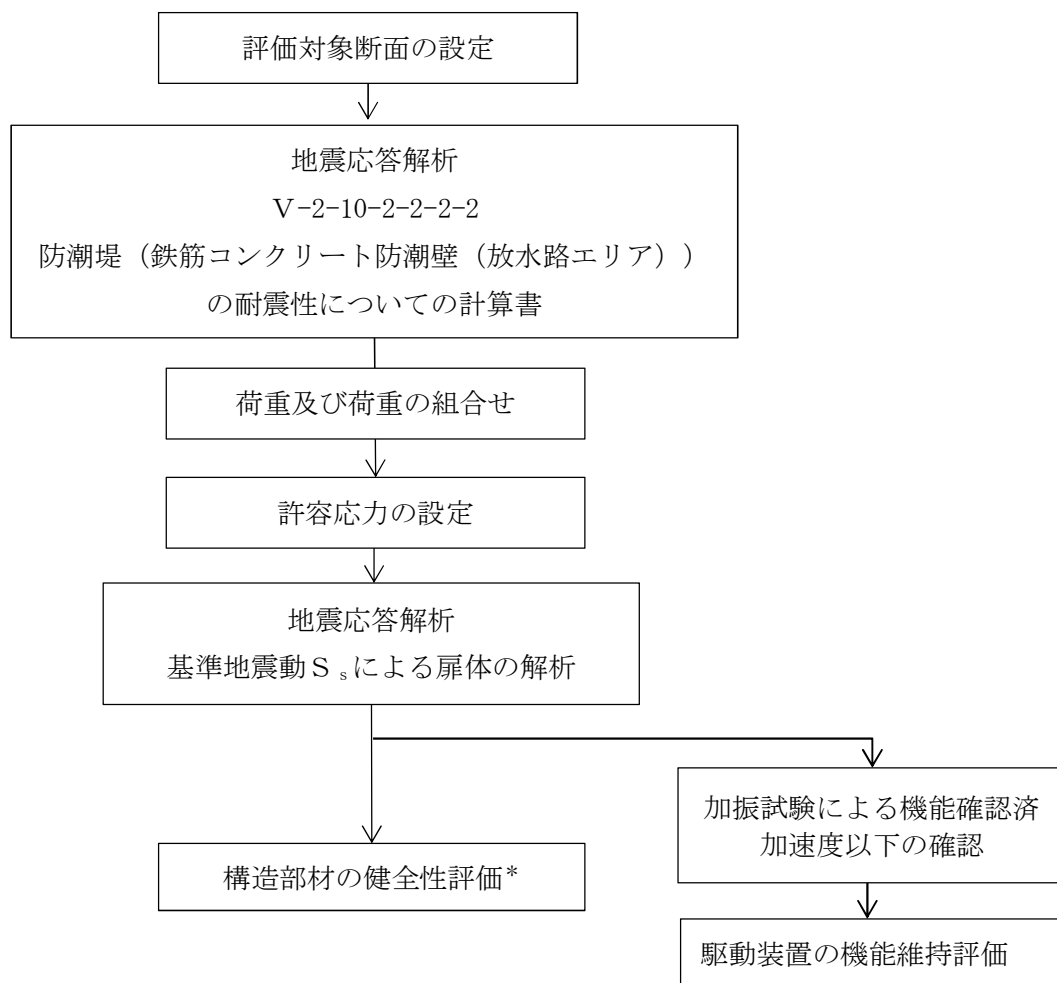 評価対象断面の設定
地震応答解析
Ⅴ-2-10-2-2-2-2
防潮堤（鉄筋コンクリート防潮壁（放水路エリア））
の耐震性についての計算書
荷重及び荷重の組合せ
許容応力の設定
地震応答解析
基準地震動Ｓｓによる扉体の解析
加振試験による機能確認済
加速度以下の確認
構造部材の健全性評価*
駆動装置の機能維持評価